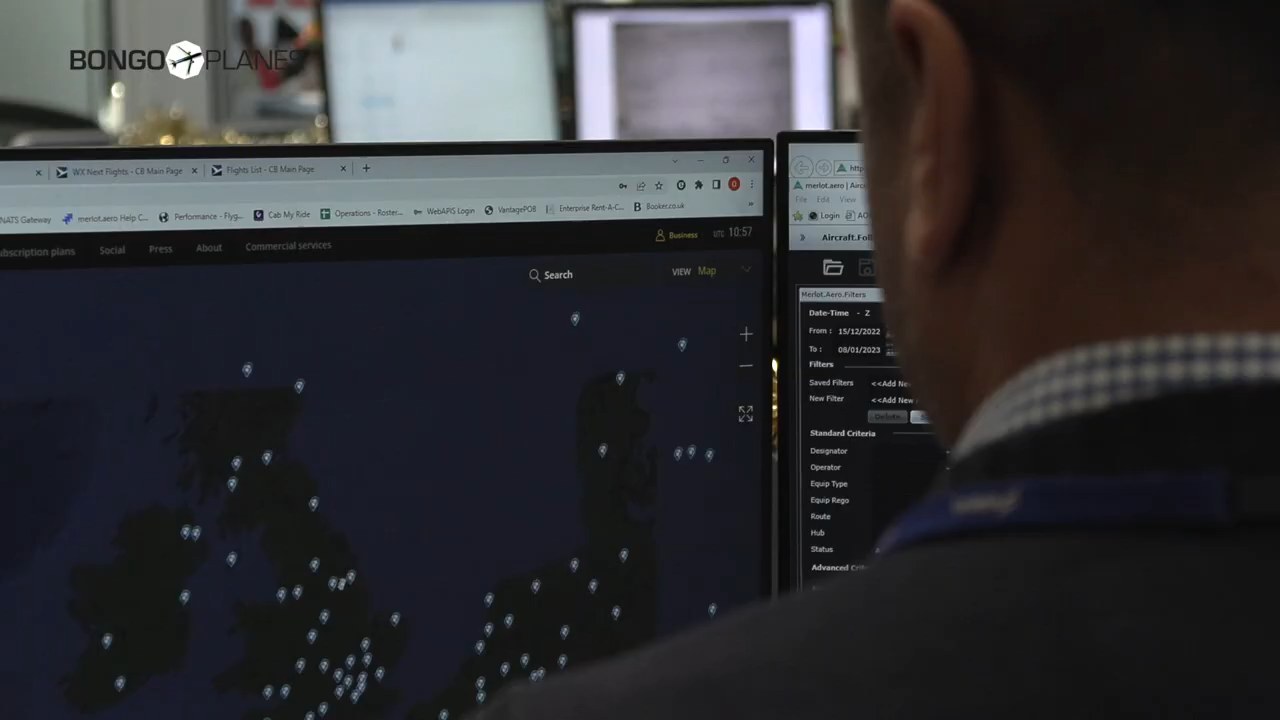 BONGO PLANES
WX Next Flights - CB Main Page
Flights List - CB Main Page
NATS Gateway
merlot.aero Help C...
Performance - Flyg...
Cab My Ride
Operations - Roster...
WebAPIS Login
VantagePOB
Enterprise Rent-A-C...
Booker.co.uk
subscription plans
Social
Press
About
Commercial services
Business
UTC 10:57
Search
VIEW Map
merlot.aero | Airc
File Edit View
Login
Aircraft.Foll
Merlot.Aero.Filters
Date-Time - Z
From : 15/12/2022
To : 08/01/2023
Filters
Saved Filters <<Add Ne
New Filter <<Add New
Delete
Standard Criteria
Designator
Operator
Equip Type
Equip Rego
Route
Hub
Status
Advanced Crite